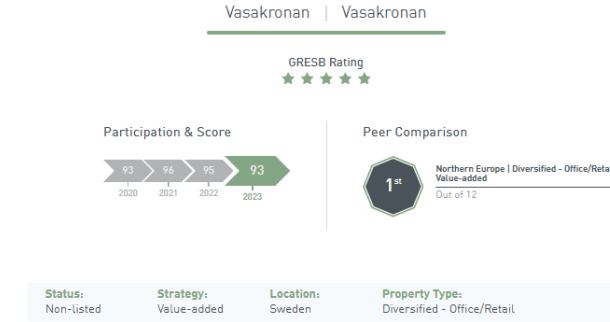 Vasakronan | Vasakronan
GRESB Rating
Participation & Score
93 96 95 93
2020 2021 2022 2023
Peer Comparison
1st
Northern Europe | Diversified - Office/Reta
Value-added
Out of 12
Status: Strategy: Location: Property Type:
Non-listed Value-added Sweden Diversified - Office/Retail